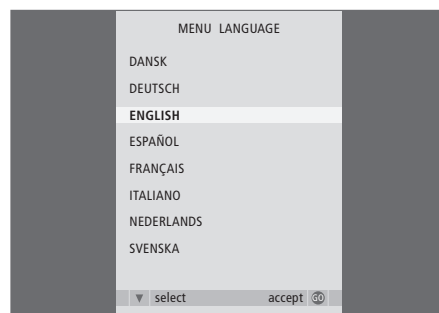 MENU LANGUAGE
DANSK
DEUTSCH
ENGLISH
ESPAÑOL
FRANÇAIS
ITALIANO
NEDERLANDS
SVENSKA
▼ select accept GO